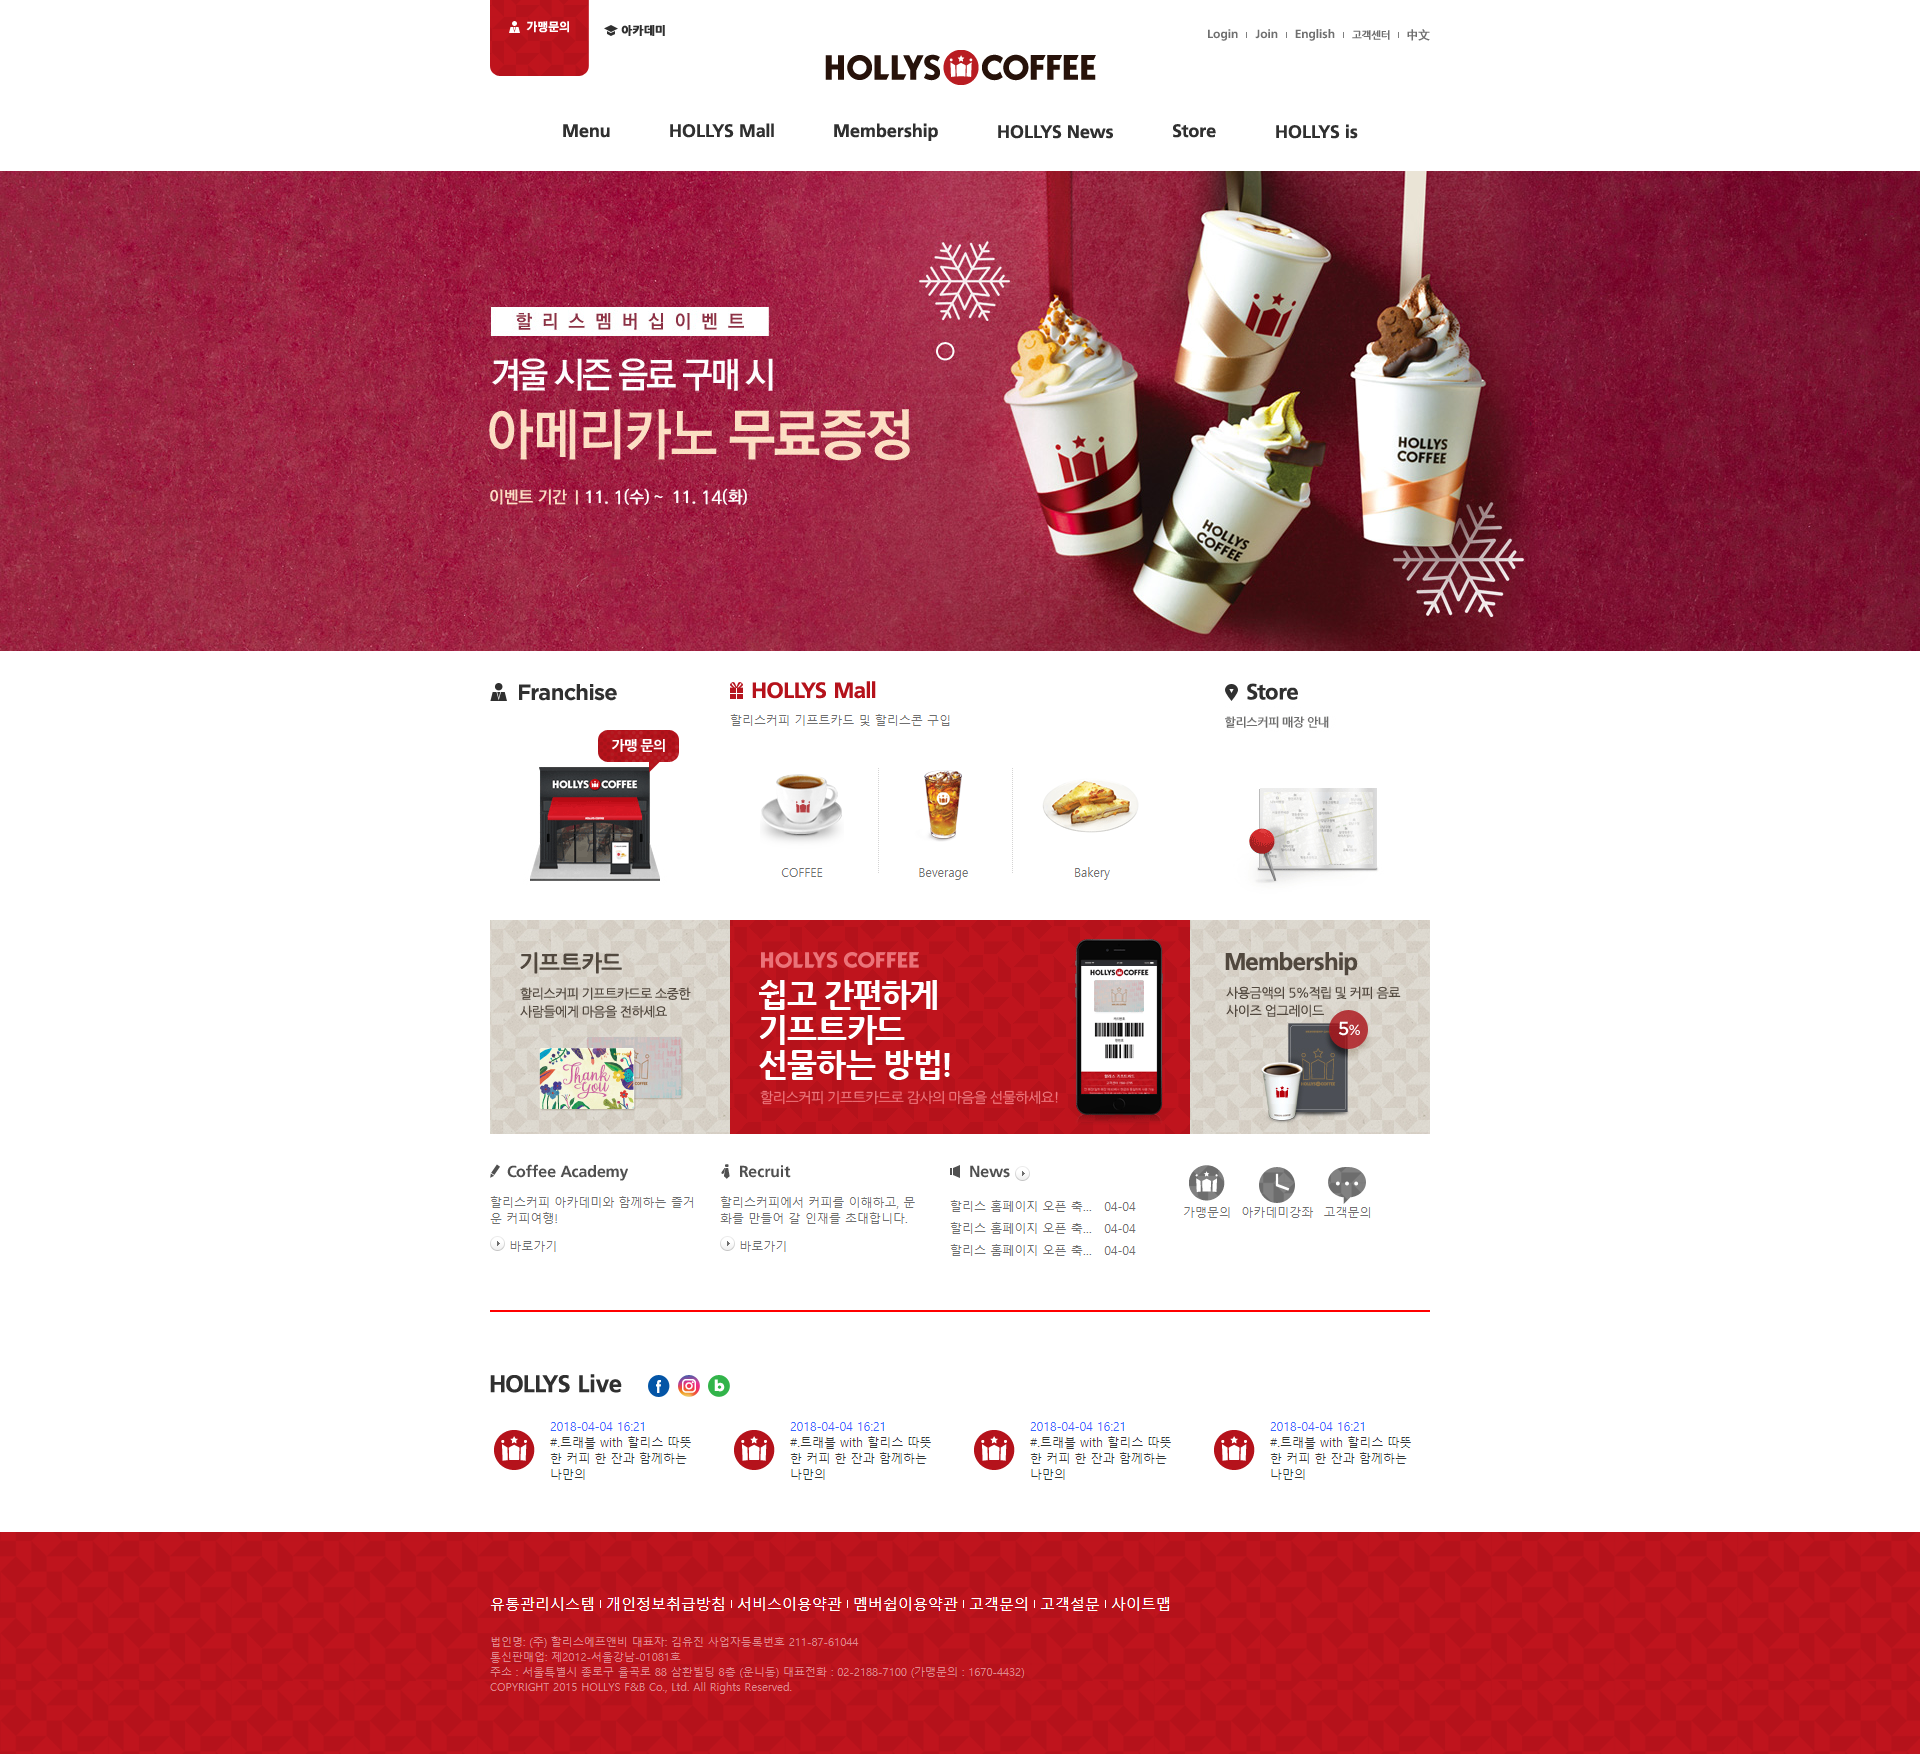 가맹문의
아카데미
Login
Join
English
고객센터
中文
HOLLYS COFFEE
Menu
HOLLYS Mall
Membership
HOLLYS News
Store
HOLLYS is
할리스멤버십이벤트
겨울 시즌 음료 구매 시
아메리카노 무료증정
이벤트 기간 | 11. 1(수) ~ 11. 14(화)
HOLLYS
COFFEE
HOLLYS
COFFEE
Franchise
가맹 문의
HOLLYS COFFEE
HOLLYS Mall
할리스커피 기프트카드 및 할리스콘 구입
COFFEE
Beverage
Bakery
Store
할리스커피 매장 안내
기프트카드
할리스커피 기프트카드로 소중한
사람들에게 마음을 전하세요
Thank
You
HOLLYS COFFEE
쉽고 간편하게
기프트카드
선물하는 방법!
할리스커피 기프트카드로 감사의 마음을 선물하세요!
HOLLYS COFFEE
Membership
사용금액의 5%적립 및 커피 음료
사이즈 업그레이드
5%
Coffee Academy
할리스커피 아카데미와 함께하는 즐거
운 커피여행!
바로가기
Recruit
할리스커피에서 커피를 이해하고, 문
화를 만들어 갈 인재를 초대합니다.
바로가기
News
할리스 홈페이지 오픈 축... 04-04
할리스 홈페이지 오픈 축... 04-04
할리스 홈페이지 오픈 축... 04-04
가맹문의
아카데미강좌
고객문의
HOLLYS Live
2018-04-04 16:21
#.트래블 with 할리스 따뜻
한 커피 한 잔과 함께하는
나만의
2018-04-04 16:21
#.트래블 with 할리스 따뜻
한 커피 한 잔과 함께하는
나만의
2018-04-04 16:21
#.트래블 with 할리스 따뜻
한 커피 한 잔과 함께하는
나만의
2018-04-04 16:21
#.트래블 with 할리스 따뜻
한 커피 한 잔과 함께하는
나만의
유통관리시스템 | 개인정보취급방침 | 서비스이용약관 | 멤버쉽이용약관 | 고객문의 | 고객설문 | 사이트맵
법인명: (주) 할리스에프앤비 대표자: 김유진 사업자등록번호 211-87-61044
통신판매업: 제2012-서울강남-01081호
주소 : 서울특별시 종로구 율곡로 88 삼환빌딩 8층 (운니동) 대표전화 : 02-2188-7100 (가맹문의 : 1670-4432)
COPYRIGHT 2015 HOLLYS F&B Co., Ltd. All Rights Reserved.